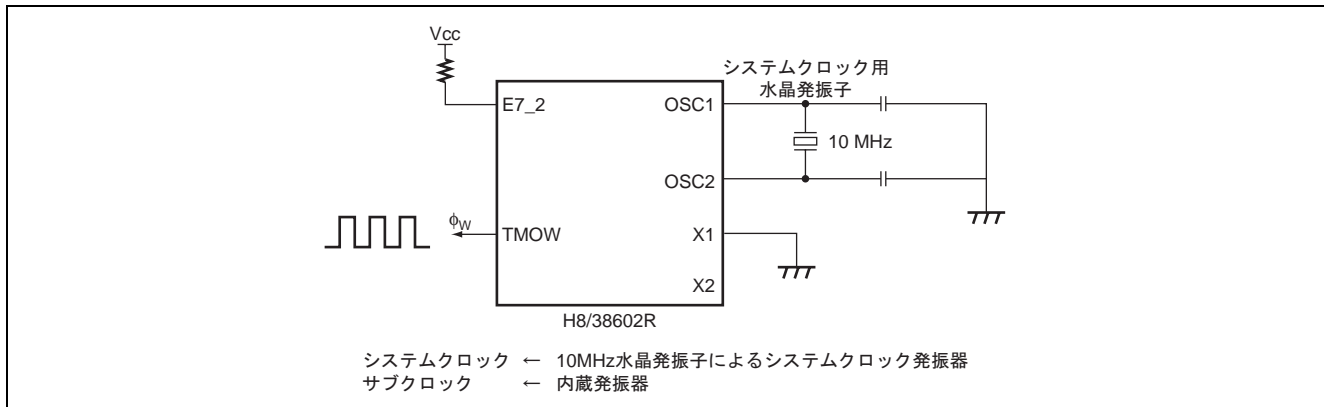 Vcc
システムクロック用
水晶発振子
E7_2
OSC1
10 MHz
OSC2
φW
TMOW
X1
X2
H8/38602R
システムクロック ← 10MHz水晶発振子によるシステムクロック発振器
サブクロック ← 内蔵発振器